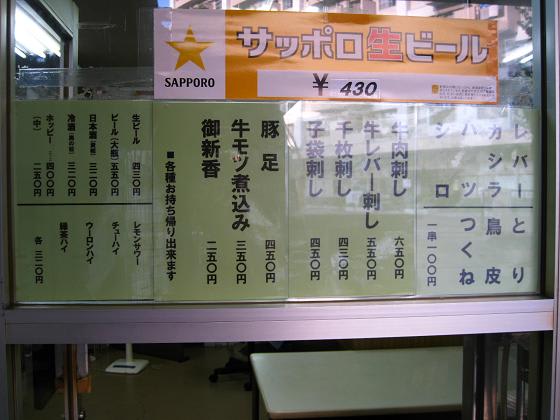 サッポロ生ビール
SAPPORO
¥ 430
レバー
カシラ
ハツ
シロ
とり
鳥皮
つくね
一串一〇〇円
牛肉刺し 六五〇円
牛レバー刺し 五五〇円
千枚刺し 四三〇円
子袋刺し 四五〇円
豚足 四五〇円
牛モツ煮込み 三五〇円
御新香 二五〇円
■各種お持ち帰り出来ます
生ビール 四三〇円
ビール(大瓶) 五五〇円
日本酒 三二〇円
冷酒 三二〇円
ホッピー 四〇〇円
(中) 二五〇円
レモンサワー
チューハイ
ウーロンハイ
緑茶ハイ
各 三二〇円